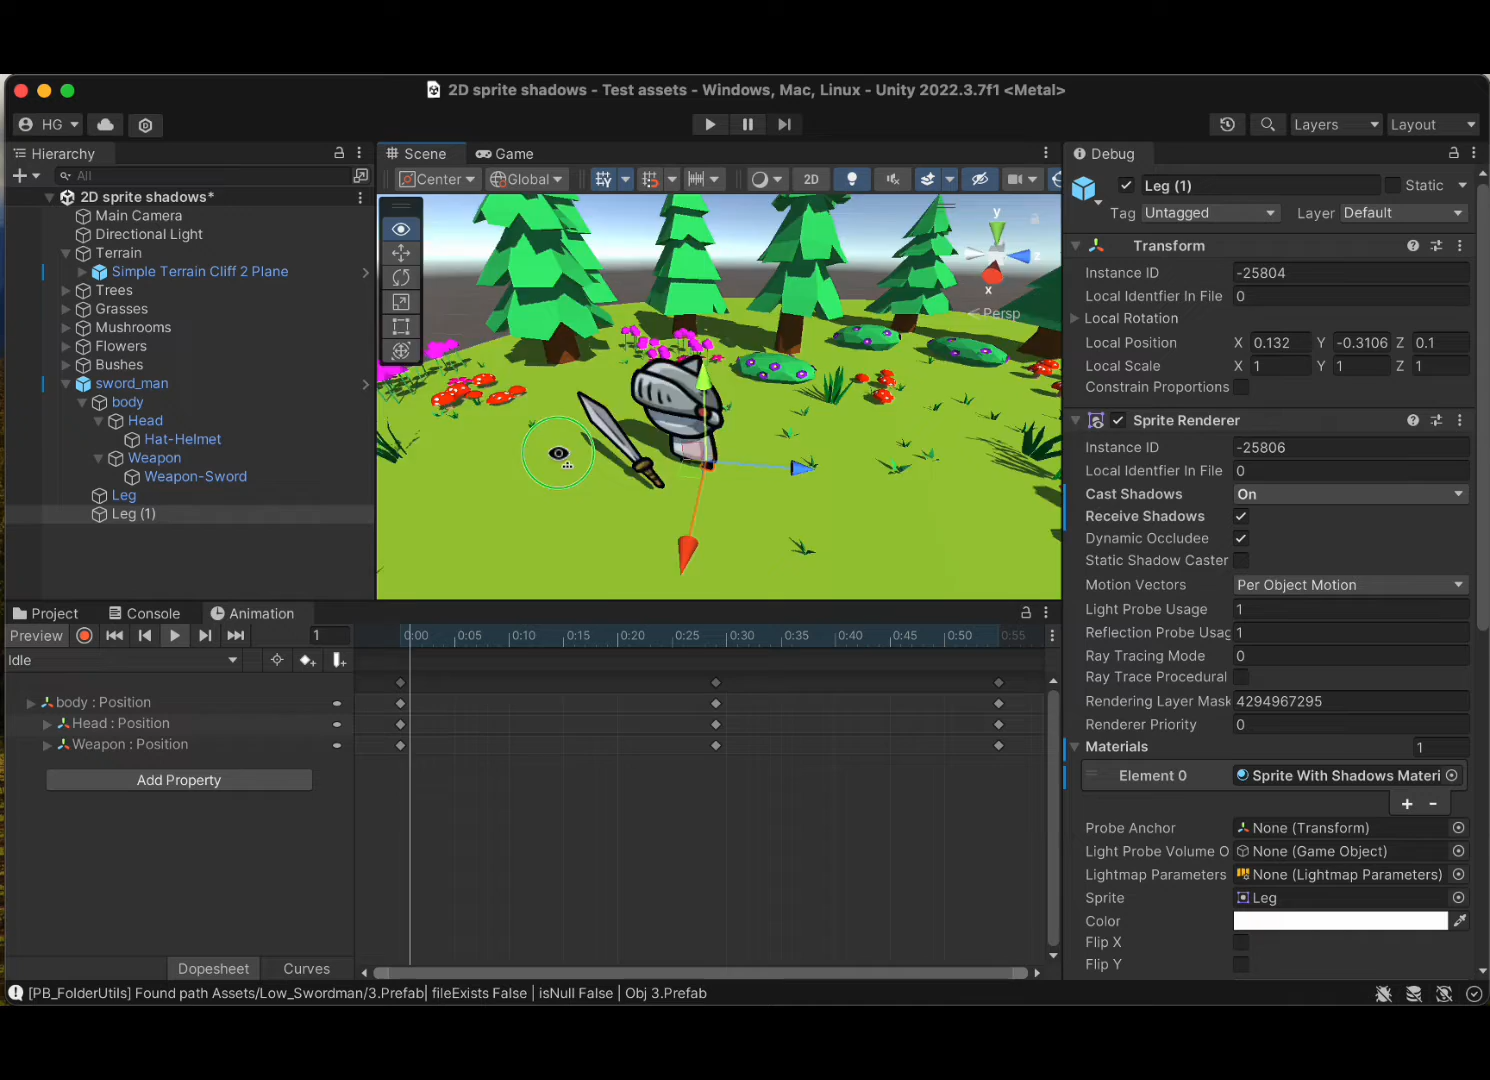 2D sprite shadows - Test assets - Windows, Mac, Linux - Unity 2022.3.7f1 <Metal>
HG
Layers
Layout
Hierarchy
All
2D sprite shadows*
Main Camera
Directional Light
Terrain
Simple Terrain Cliff 2 Plane
Trees
Grasses
Mushrooms
Flowers
Bushes
sword_man
body
Head
Hat-Helmet
Weapon
Weapon-Sword
Leg
Leg (1)
Scene
Game
Center
Global
2D
y
z
x
Persp
Project
Console
Animation
Preview
1
0:00
0:05
0:10
0:15
0:20
0:25
0:30
0:35
0:40
0:45
0:50
0:55
Idle
body : Position
Head : Position
Weapon : Position
Add Property
Dopesheet
Curves
Debug
Leg (1)
Static
Tag Untagged
Layer Default
Transform
Instance ID -25804
Local Identfier In File 0
Local Rotation
Local Position X 0.132 Y -0.3106 Z 0.1
Local Scale X 1 Y 1 Z 1
Constrain Proportions
Sprite Renderer
Instance ID -25806
Local Identfier In File 0
Cast Shadows On
Receive Shadows
Dynamic Occludee
Static Shadow Caster
Motion Vectors Per Object Motion
Light Probe Usage 1
Reflection Probe Usag 1
Ray Tracing Mode 0
Ray Trace Procedural
Rendering Layer Mask 4294967295
Renderer Priority 0
Materials 1
Element 0 Sprite With Shadows Materi
Probe Anchor None (Transform)
Light Probe Volume O None (Game Object)
Lightmap Parameters None (Lightmap Parameters)
Sprite Leg
Color
Flip X
Flip Y
[PB_FolderUtils] Found path Assets/Low_Swordman/3.Prefab| fileExists False | isNull False | Obj 3.Prefab